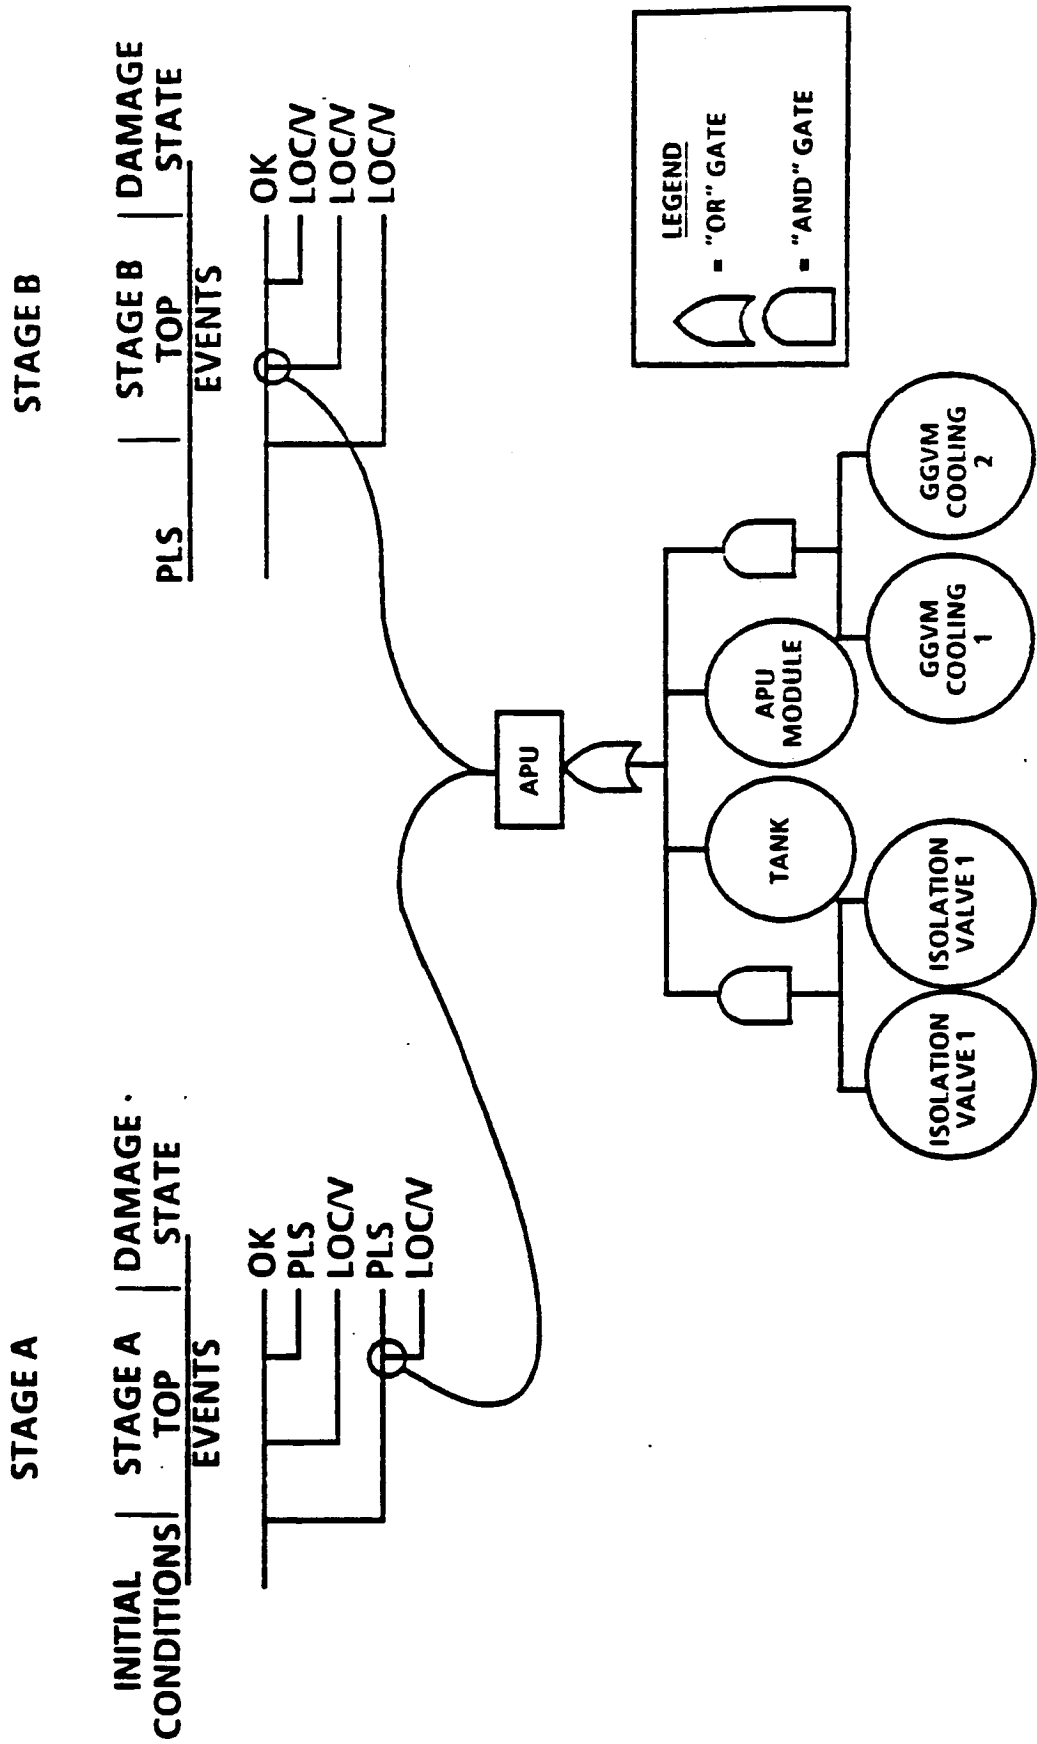 STAGE A
INITIAL
CONDITIONS
STAGE A
TOP
EVENTS
DAMAGE
STATE
OK
PLS
LOC/V
PLS
LOC/V
STAGE B
PLS
STAGE B
TOP
EVENTS
DAMAGE
STATE
OK
LOC/V
LOC/V
LOC/V
APU
ISOLATION
VALVE 1
ISOLATION
VALVE 1
TANK
APU
MODULE
GGVM
COOLING
1
GGVM
COOLING
2
LEGEND
= "OR" GATE
= "AND" GATE